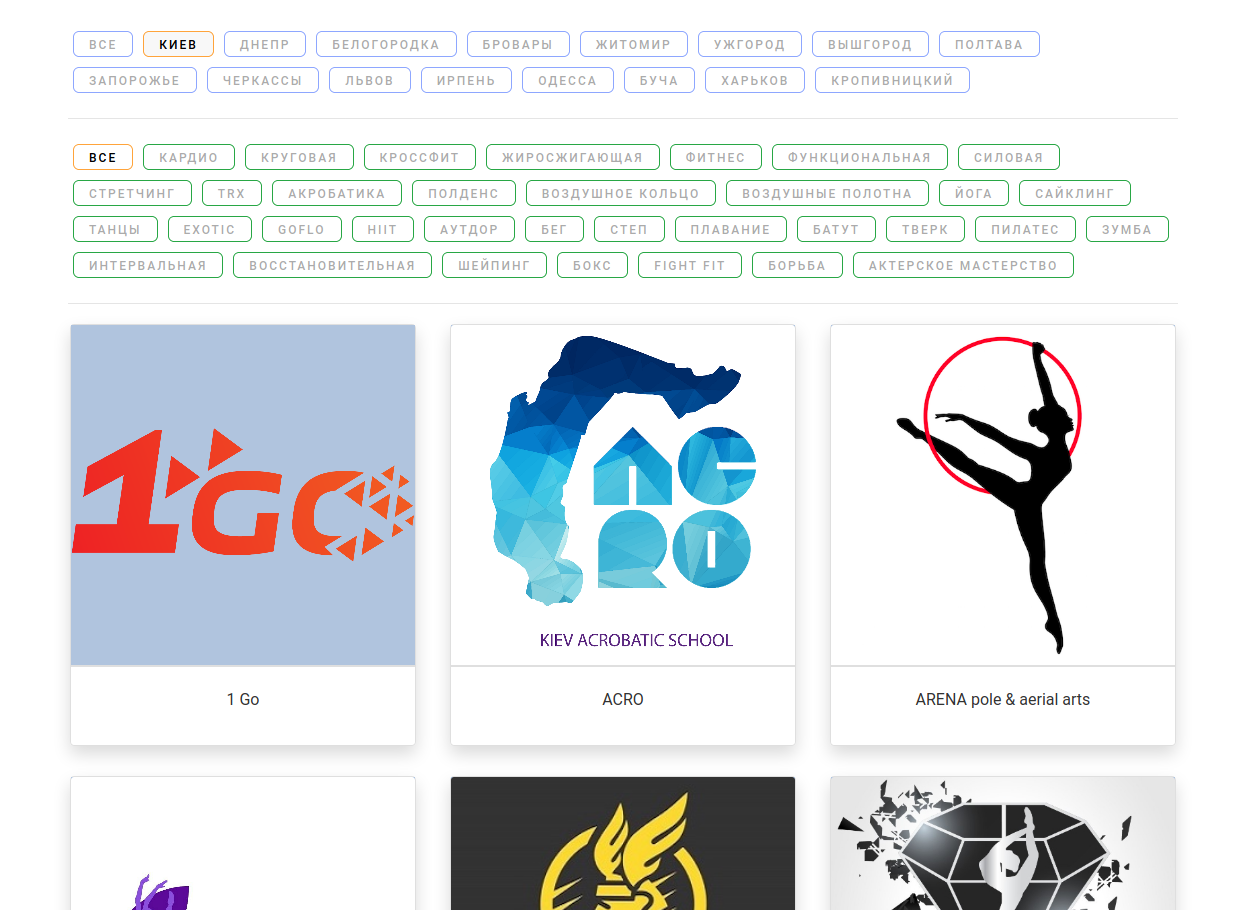 ВСЕ КИЕВ ДНЕПР БЕЛОГОРОДКА БРОВАРЫ ЖИТОМИР УЖГОРОД ВЫШГОРОД ПОЛТАВА
ЗАПОРОЖЬЕ ЧЕРКАССЫ ЛЬВОВ ИРПЕНЬ ОДЕССА БУЧА ХАРЬКОВ КРОПИВНИЦКИЙ
ВСЕ КАРДИО КРУГОВАЯ КРОССФИТ ЖИРОСЖИГАЮЩАЯ ФИТНЕС ФУНКЦИОНАЛЬНАЯ СИЛОВАЯ
СТРЕТЧИНГ TRX АКРОБАТИКА ПОЛДЕНС ВОЗДУШНОЕ КОЛЬЦО ВОЗДУШНЫЕ ПОЛОТНА ЙОГА САЙКЛИНГ
ТАНЦЫ EXOTIC GOFLO HIIT АУТДОР БЕГ СТЕП ПЛАВАНИЕ БАТУТ ТВЕРК ПИЛАТЕС ЗУМБА
ИНТЕРВАЛЬНАЯ ВОССТАНОВИТЕЛЬНАЯ ШЕЙПИНГ БОКС FIGHT FIT БОРЬБА АКТЕРСКОЕ МАСТЕРСТВО
1GO
AC
RO
KIEV ACROBATIC SCHOOL
1 Go
ACRO
ARENA pole & aerial arts